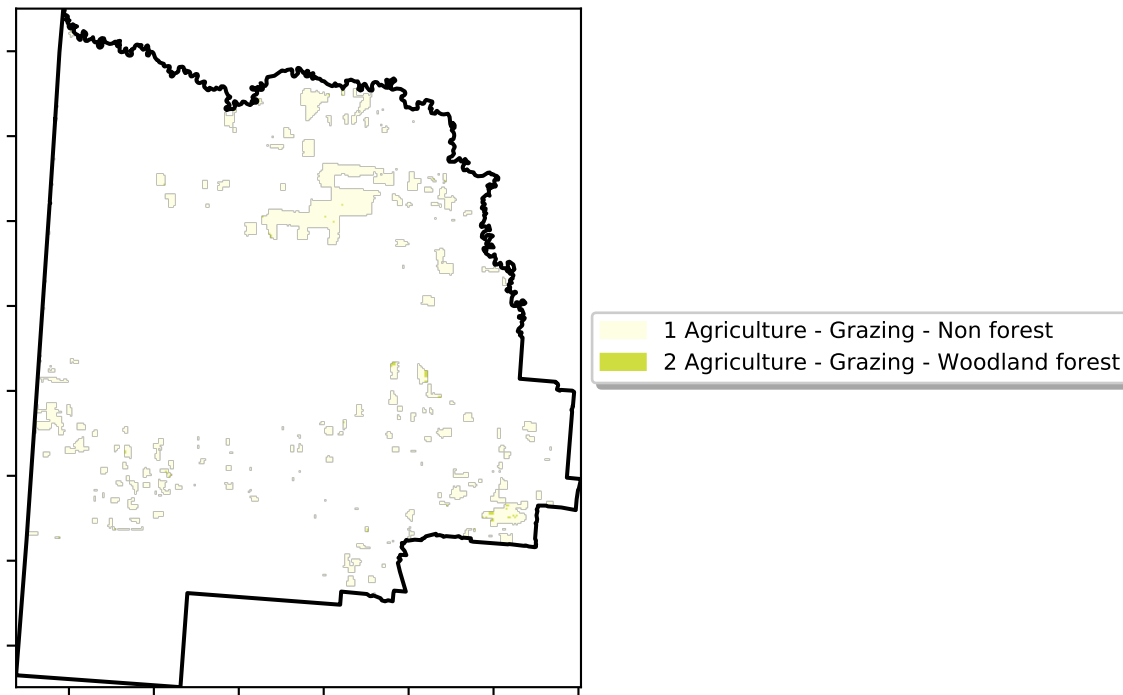 1 Agriculture - Grazing - Non forest
2 Agriculture - Grazing - Woodland forest